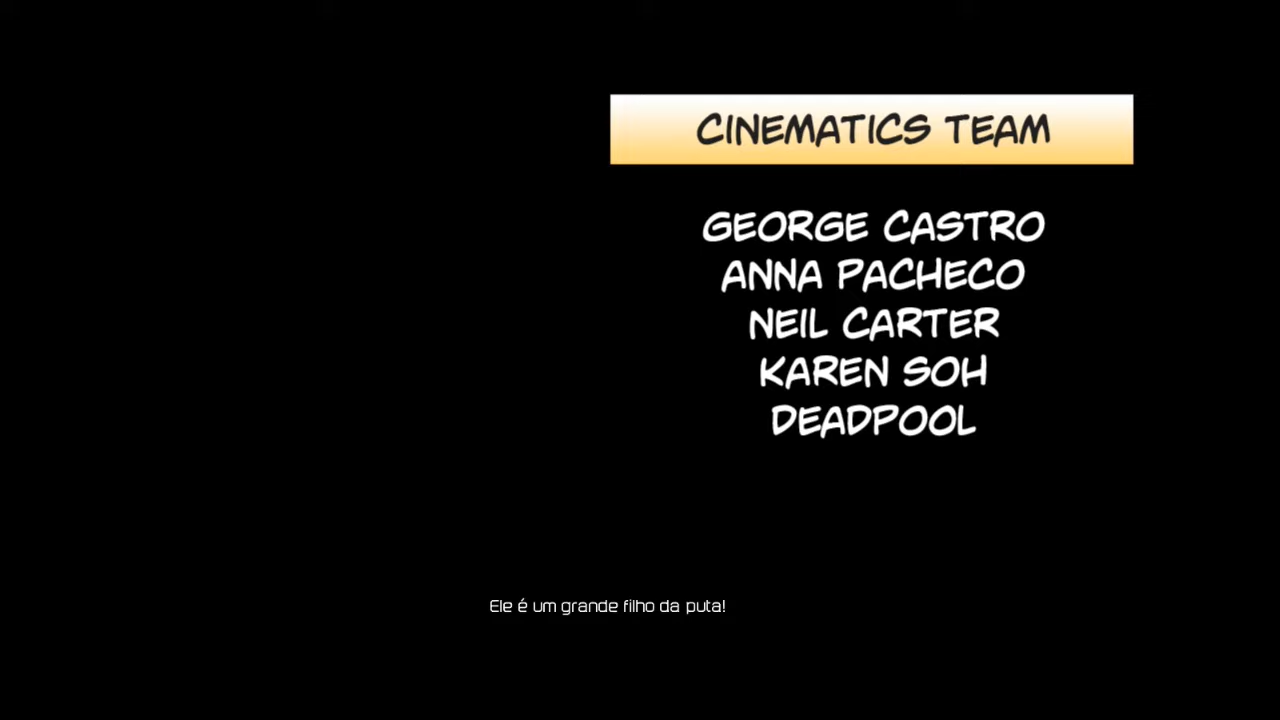 CINEMATICS TEAM
GEORGE CASTRO
ANNA PACHECO
NEIL CARTER
KAREN SOH
DEADPOOL
Ele é um grande filho da puta!